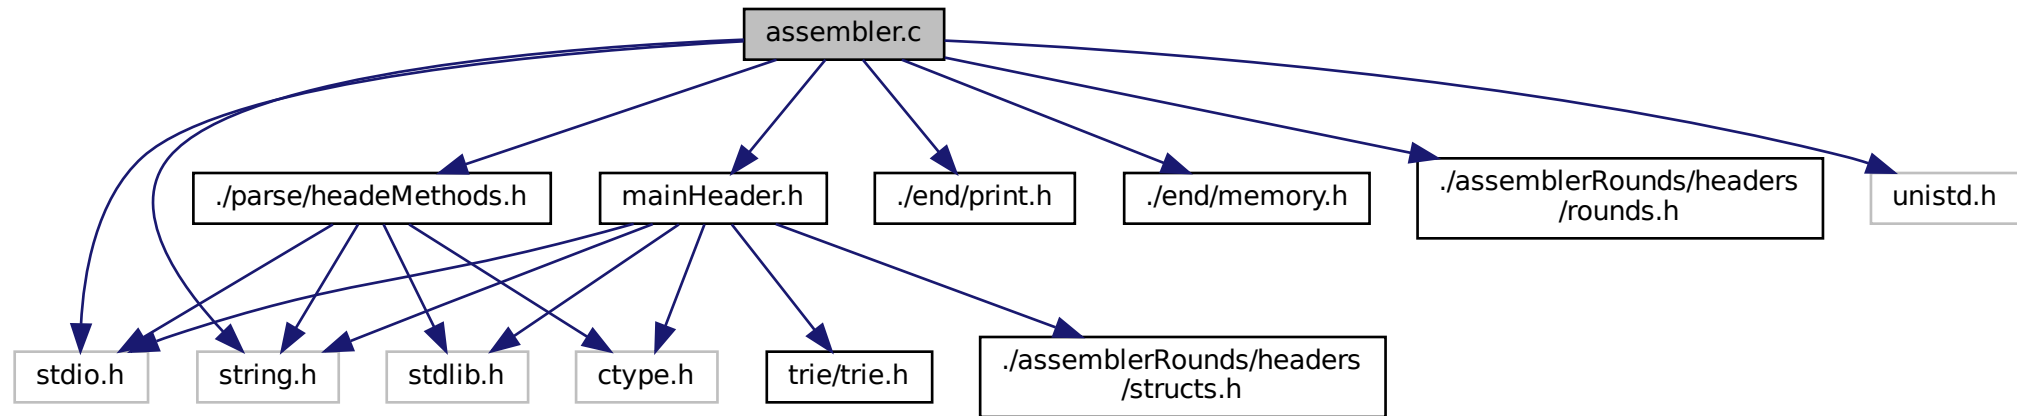 assembler.c
./parse/headeMethods.h
mainHeader.h
./end/print.h
./end/memory.h
./assemblerRounds/headers
/rounds.h
unistd.h
stdio.h
string.h
stdlib.h
ctype.h
trie/trie.h
./assemblerRounds/headers
/structs.h